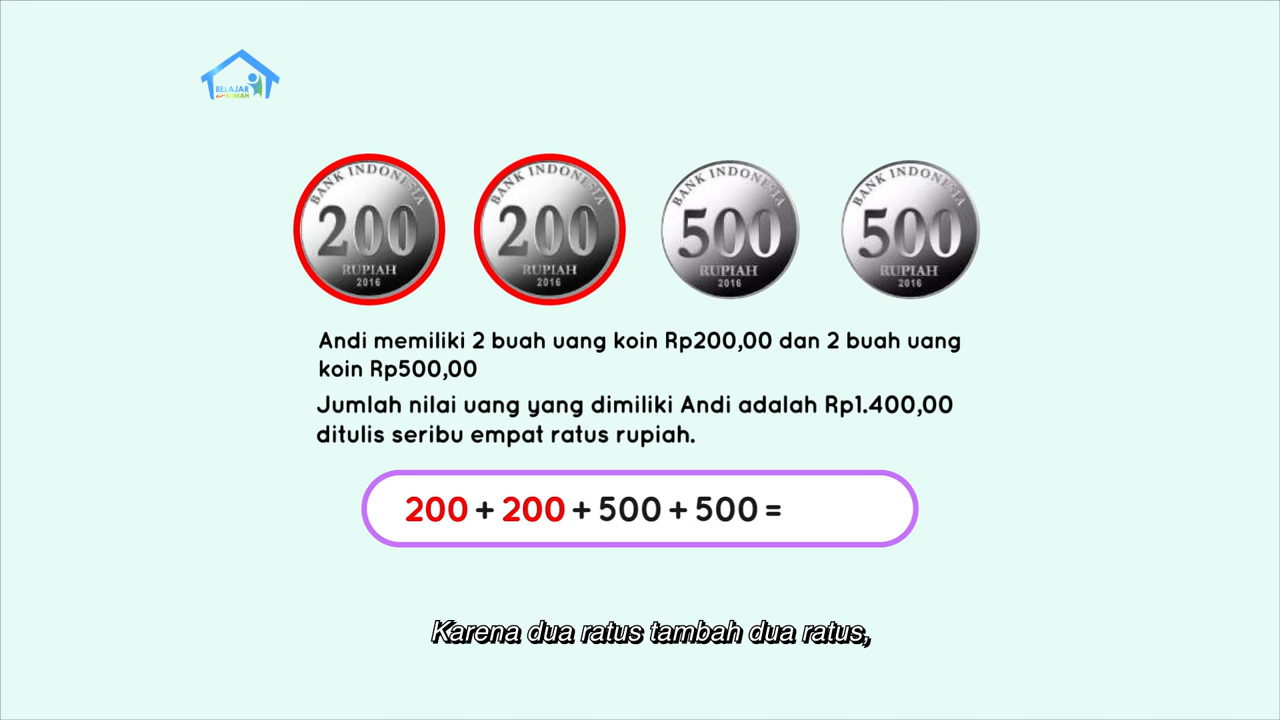 BELAJAR
dari RUMAH
BANK INDONESIA
200
RUPIAH
2016
BANK INDONESIA
200
RUPIAH
2016
BANK INDONESIA
500
RUPIAH
2016
BANK INDONESIA
500
RUPIAH
2016
Andi memiliki 2 buah uang koin Rp200,00 dan 2 buah uang
koin Rp500,00
Jumlah nilai uang yang dimiliki Andi adalah Rp1.400,00
ditulis seribu empat ratus rupiah.
200 + 200 + 500 + 500 =
Karena dua ratus tambah dua ratus,